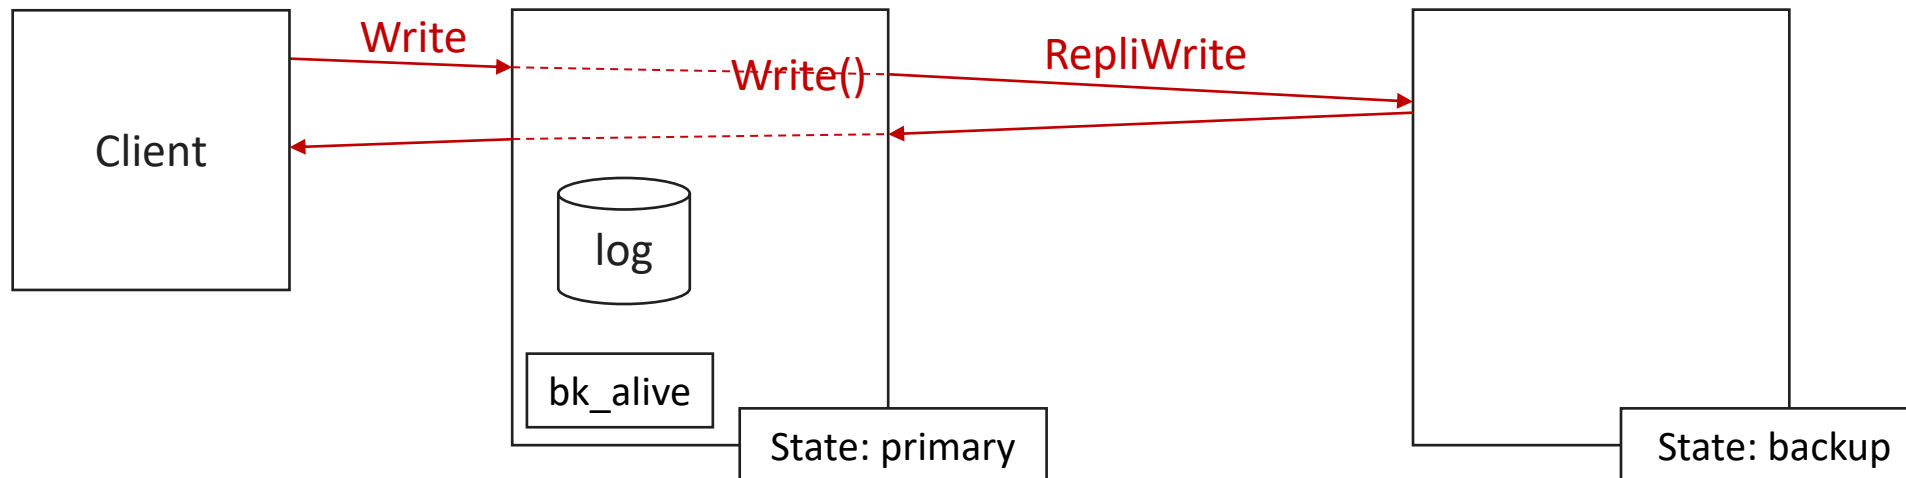 Write
Write()
RepliWrite
Client
log
bk_alive
State: primary
State: backup